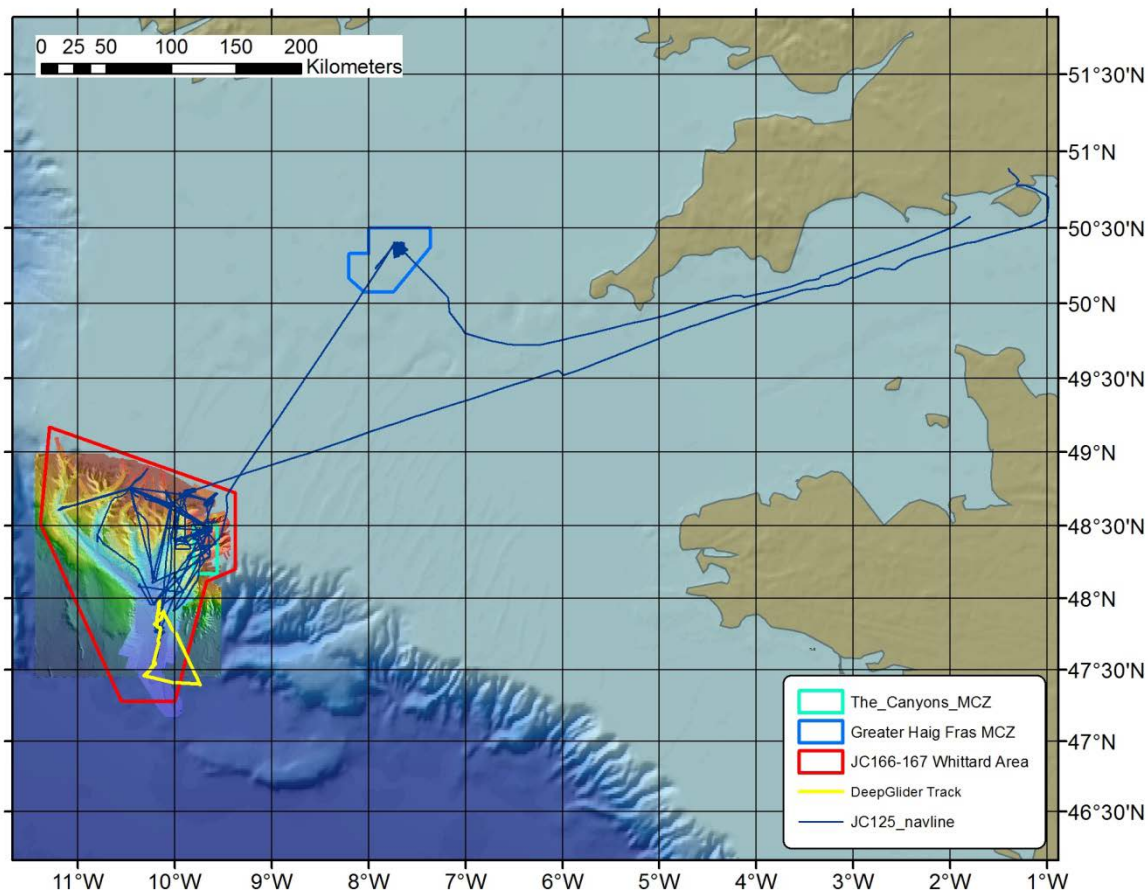 0 25 50 100 150 200
Kilometers
51°30'N
51°N
50°30'N
50°N
49°30'N
49°N
48°30'N
48°N
47°30'N
47°N
46°30'N
The_Canyons_MCZ
Greater Haig Fras MCZ
JC166-167 Whittard Area
DeepGlider Track
JC125_navline
11°W 10°W 9°W 8°W 7°W 6°W 5°W 4°W 3°W 2°W 1°W